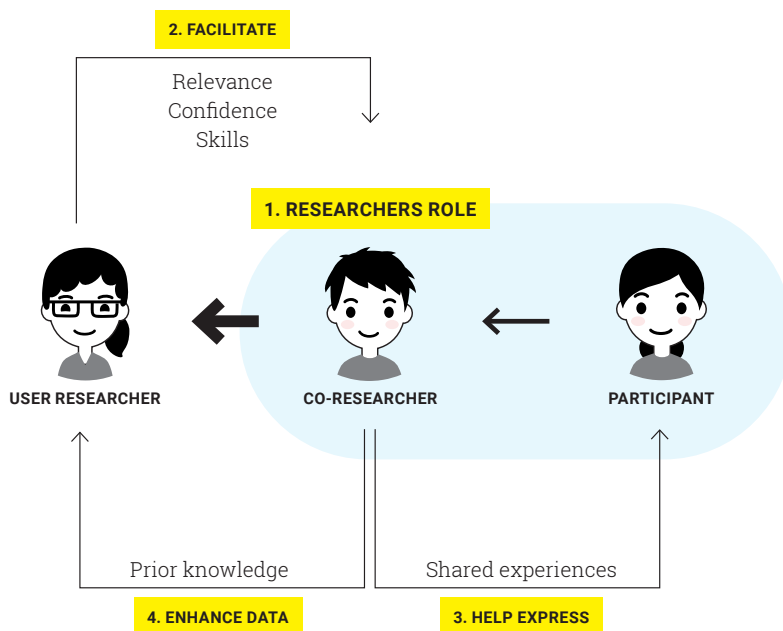 2. FACILITATE
Relevance
Confidence
Skills
1. RESEARCHERS ROLE
USER RESEARCHER
CO-RESEARCHER
PARTICIPANT
Prior knowledge
Shared experiences
4. ENHANCE DATA
3. HELP EXPRESS